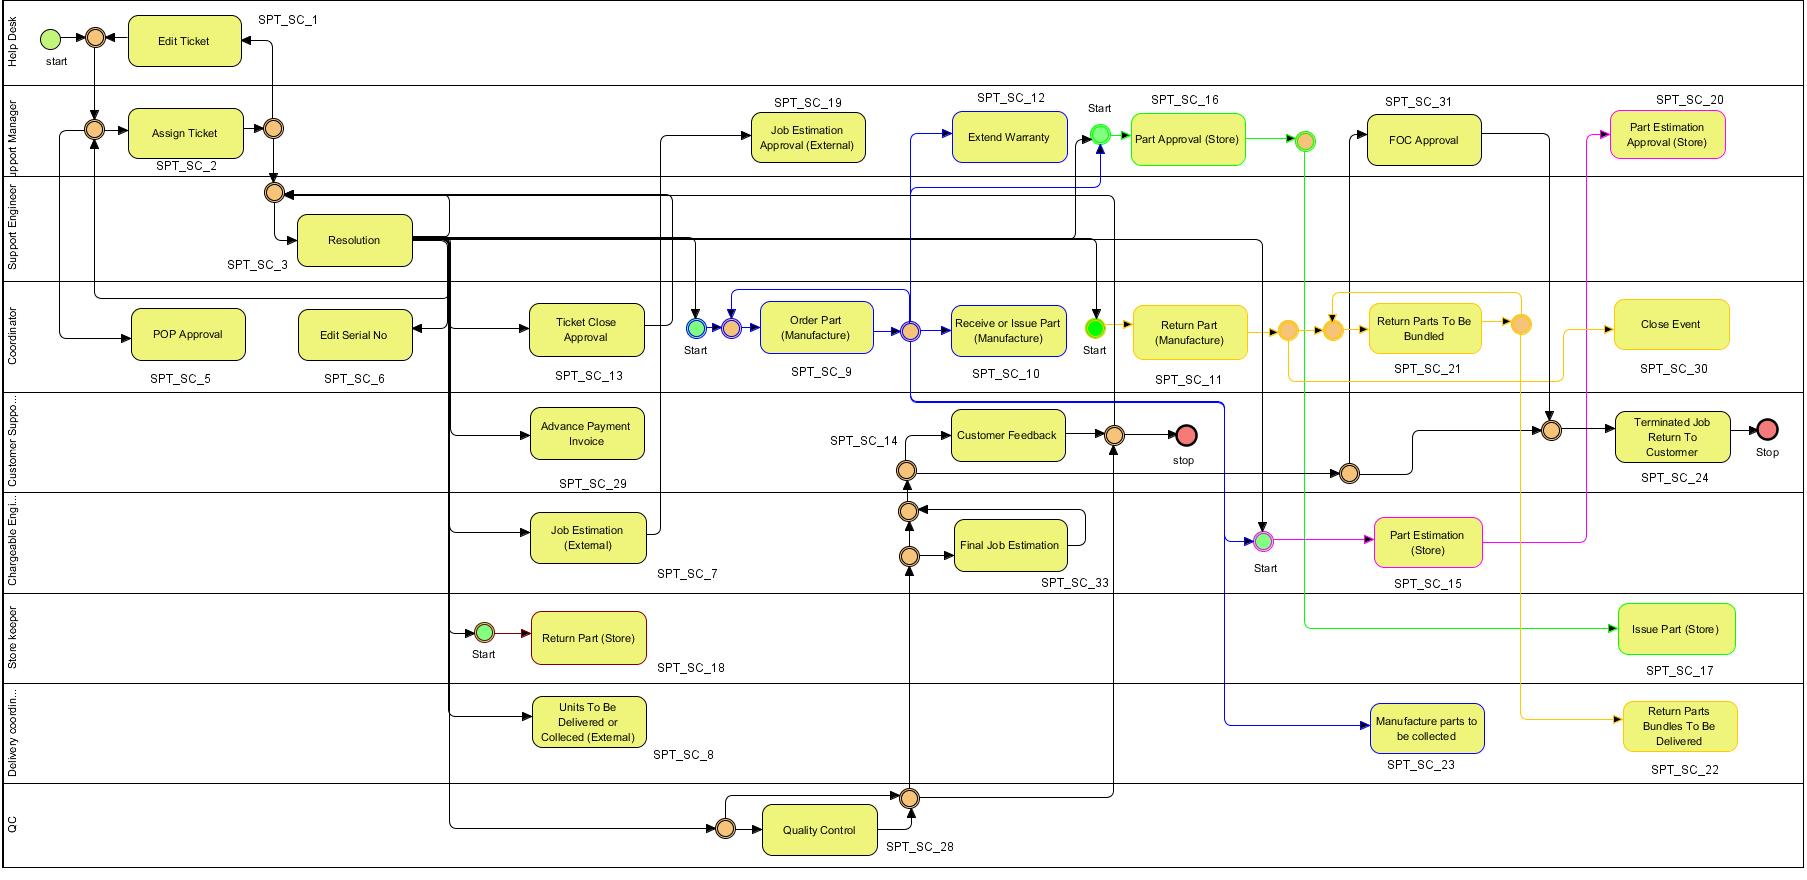 Help Desk
start
Edit Ticket
SPT_SC_1
upport Manager
Assign Ticket
SPT_SC_2
SPT_SC_19
Job Estimation
Approval (External)
SPT_SC_12
Extend Warranty
Start
SPT_SC_16
Part Approval (Store)
SPT_SC_31
FOC Approval
SPT_SC_20
Part Estimation
Approval (Store)
Support Engineer
Resolution
SPT_SC_3
Coordinator
POP Approval
SPT_SC_5
Edit Serial No
SPT_SC_6
Ticket Close
Approval
SPT_SC_13
Start
Order Part
(Manufacture)
SPT_SC_9
Receive or Issue Part
(Manufacture)
SPT_SC_10
Start
Return Part
(Manufacture)
SPT_SC_11
Return Parts To Be
Bundled
SPT_SC_21
Close Event
SPT_SC_30
Customer Suppo...
Advance Payment
Invoice
SPT_SC_29
SPT_SC_14
Customer Feedback
stop
Terminated Job
Return To
Custormer
SPT_SC_24
Stop
Chargeable Engi...
Job Estimation
(External)
SPT_SC_7
Final Job Estimation
SPT_SC_33
Start
Part Estimation
(Store)
SPT_SC_15
Store keeper
Start
Return Part (Store)
SPT_SC_18
Issue Part (Store)
SPT_SC_17
Delivery coordin...
Units To Be
Delivered or
Colleced (External)
SPT_SC_8
Manufacture parts to
be collected
SPT_SC_23
Return Parts
Bundles To Be
Delivered
SPT_SC_22
QC
Quality Control
SPT_SC_28